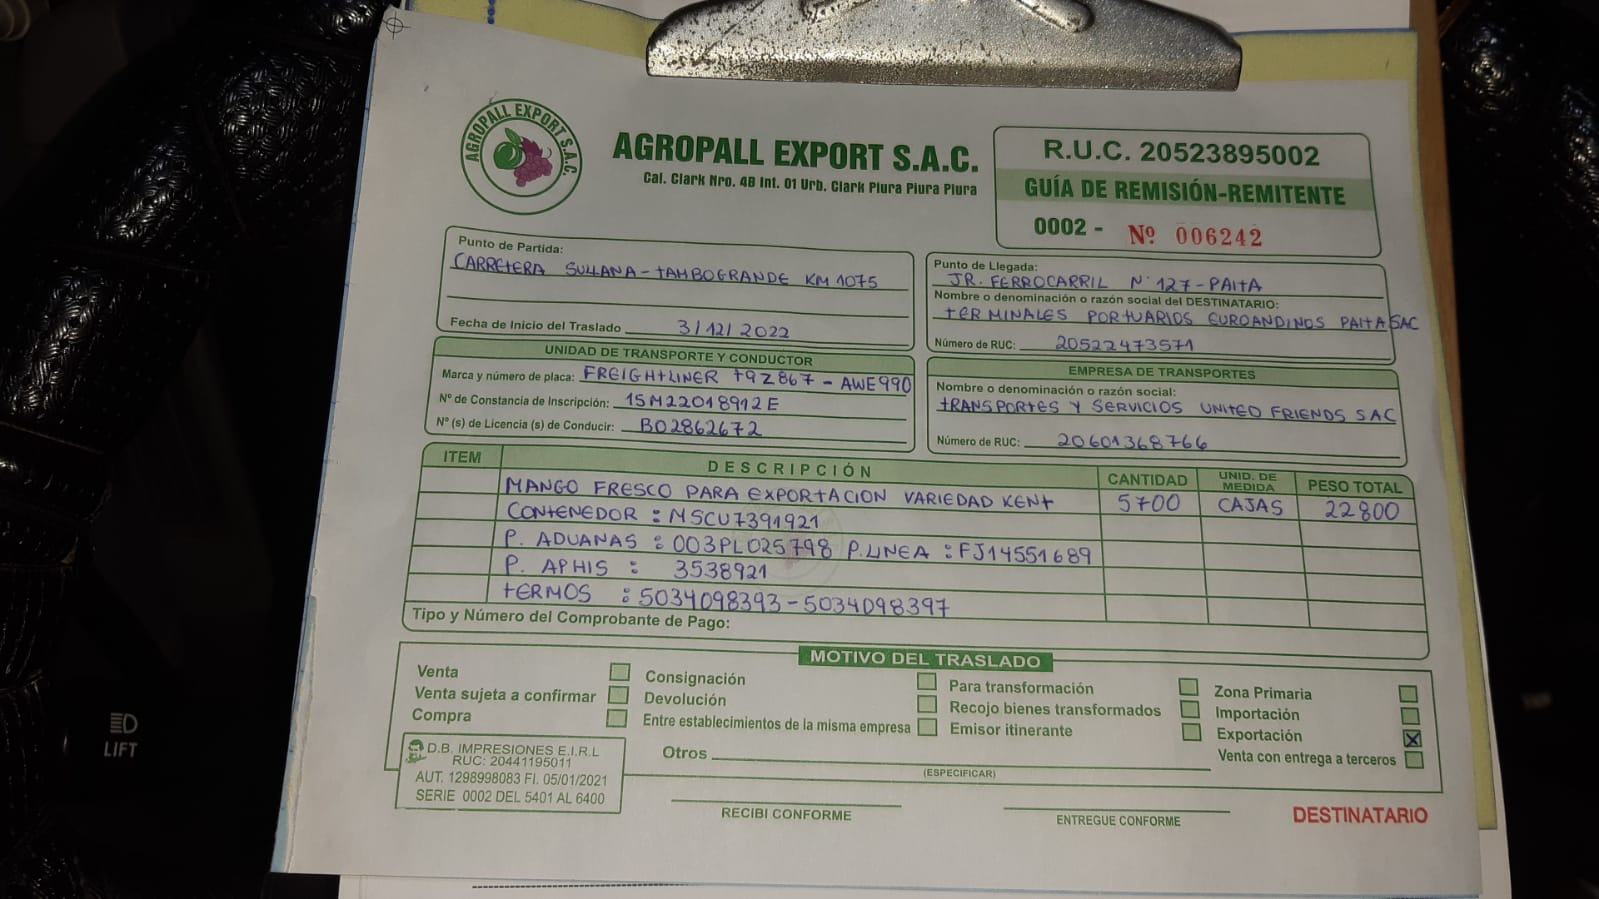 AGROPALL EXPORT S.A.C.
AGROPALL EXPORT S.A.C.
Cal. Clark Nro. 4B Int. 01 Urb. Clark Piura Piura Piura
R.U.C. 20523895002
GUÍA DE REMISIÓN-REMITENTE
0002 - Nº 006242
Punto de Partida:
CARRETERA SULLANA-TAMBOGRANDE KM 1075
Fecha de Inicio del Traslado 3/12/2022
Punto de Llegada:
JR. FERROCARRIL N° 127-PAITA
Nombre o denominación o razón social del DESTINATARIO:
TERMINALES PORTUARIOS EUROANDINOS PAITA SAC
Número de RUC: 20522473571
UNIDAD DE TRANSPORTE Y CONDUCTOR
Marca y número de placa: FREIGHTLINER T9Z867-AWE990
Nº de Constancia de Inscripción: 15M22018912E
Nº (s) de Licencia (s) de Conducir: B02862672
EMPRESA DE TRANSPORTES
Nombre o denominación o razón social:
TRANSPORTES Y SERVICIOS UNITED FRIENDS SAC
Número de RUC: 20601368766
ITEM DESCRIPCIÓN CANTIDAD UNID. DE MEDIDA PESO TOTAL
MANGO FRESCO PARA EXPORTACION VARIEDAD KENT 5700 CAJAS 22800
CONTENEDOR : MSCU7391921
P. ADUANAS : 003PL025798 P. LINEA : FJ14551689
P. APHIS : 3538921
TERMOS : 5034098393-5034098397
Tipo y Número del Comprobante de Pago:
MOTIVO DEL TRASLADO
Venta
Venta sujeta a confirmar
Compra
Consignación
Devolución
Entre establecimientos de la misma empresa
Para transformación
Recojo bienes transformados
Emisor itinerante
Zona Primaria
Importación
Exportación X
Venta con entrega a terceros
Otros
(ESPECIFICAR)
D.B. IMPRESIONES E.I.R.L
RUC: 20441195011
AUT. 1298998083 FI. 05/01/2021
SERIE 0002 DEL 5401 AL 6400
RECIBI CONFORME
ENTREGUE CONFORME
DESTINATARIO
LIFT